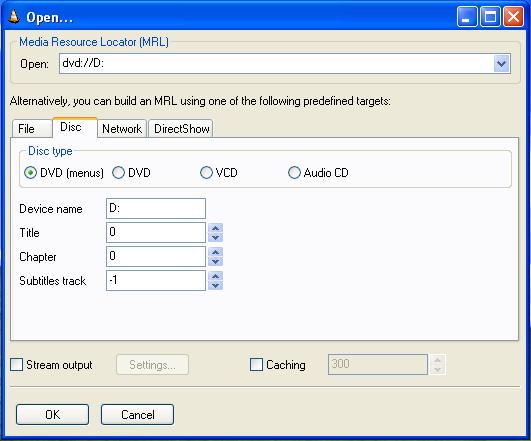 Open...
Media Resource Locator (MRL)
Open: dvd://D:
Alternatively, you can build an MRL using one of the following predefined targets:
File Disc Network DirectShow
Disc type
DVD (menus) DVD VCD Audio CD
Device name D:
Title 0
Chapter 0
Subtitles track -1
Stream output Settings... Caching 300
OK Cancel